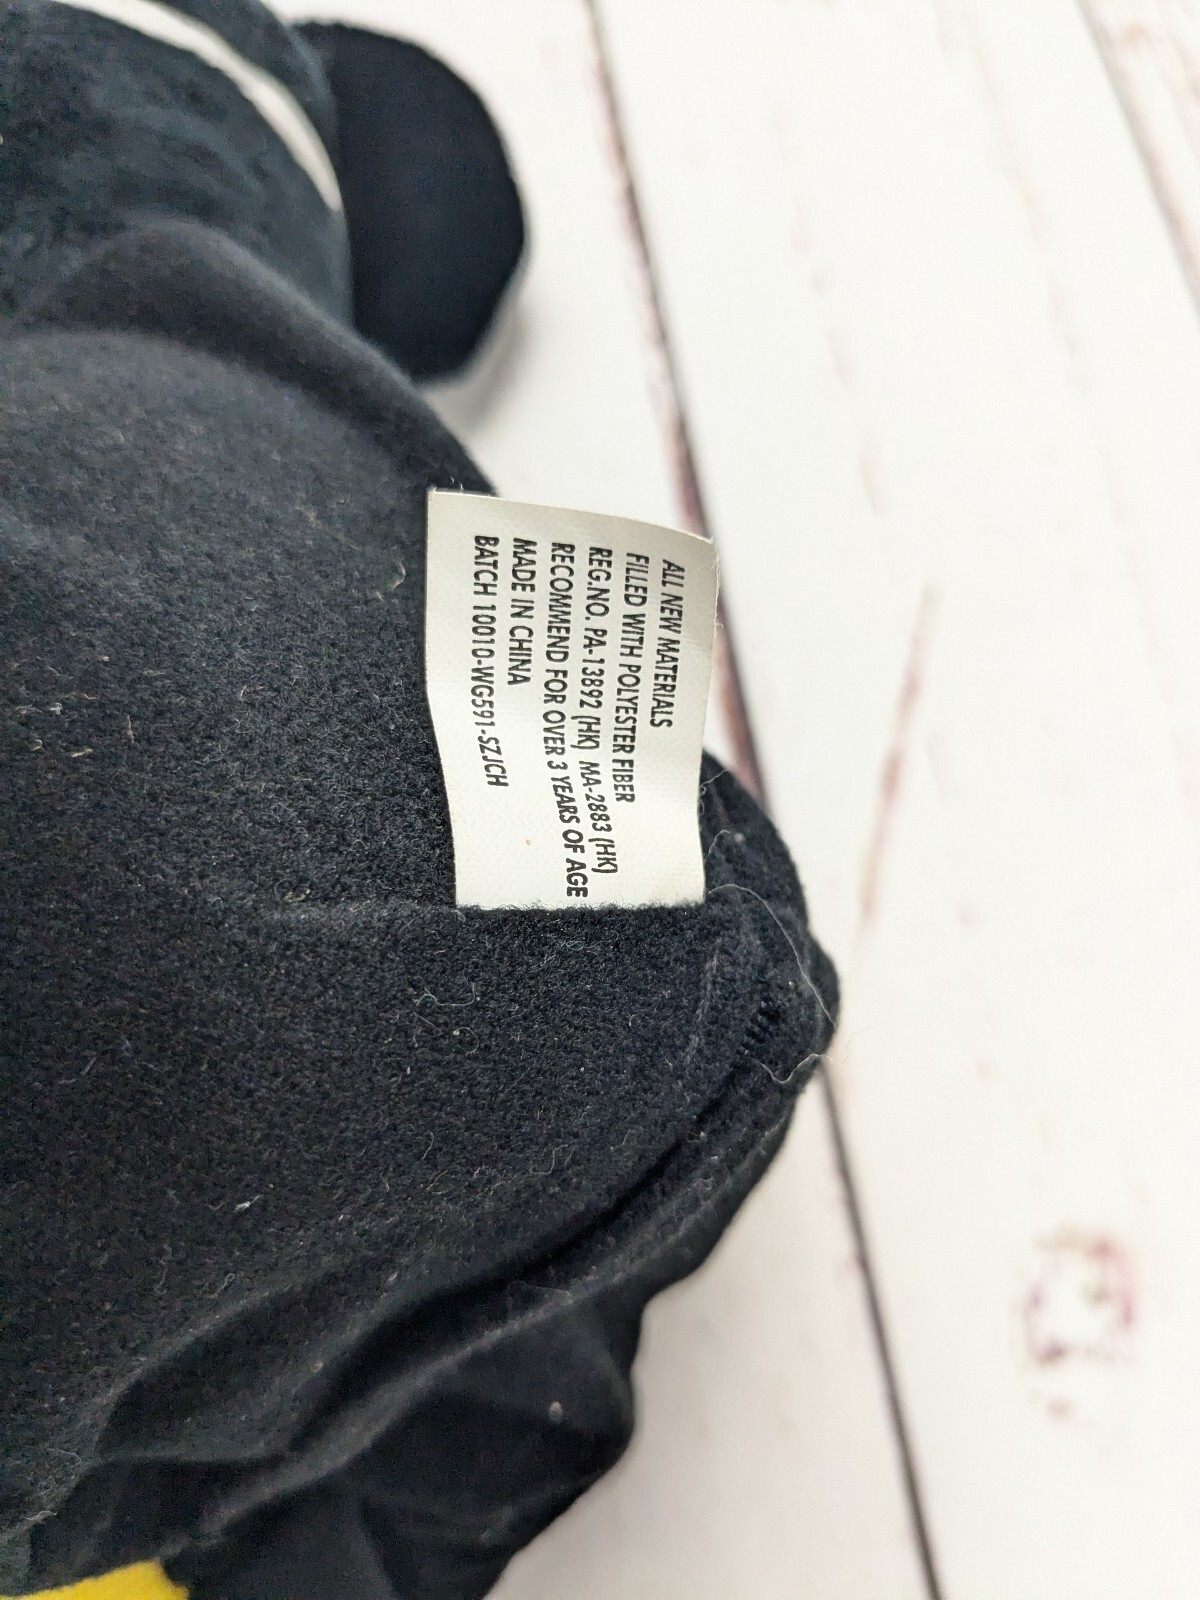 ALL NEW MATERIALS
FILLED WITH POLYESTER FIBER
REG.NO. PA-13892 (HK) MA-2883 (HK)
RECOMMEND FOR OVER 3 YEARS OF AGE
MADE IN CHINA
BATCH 10010-WG591-SZJCH